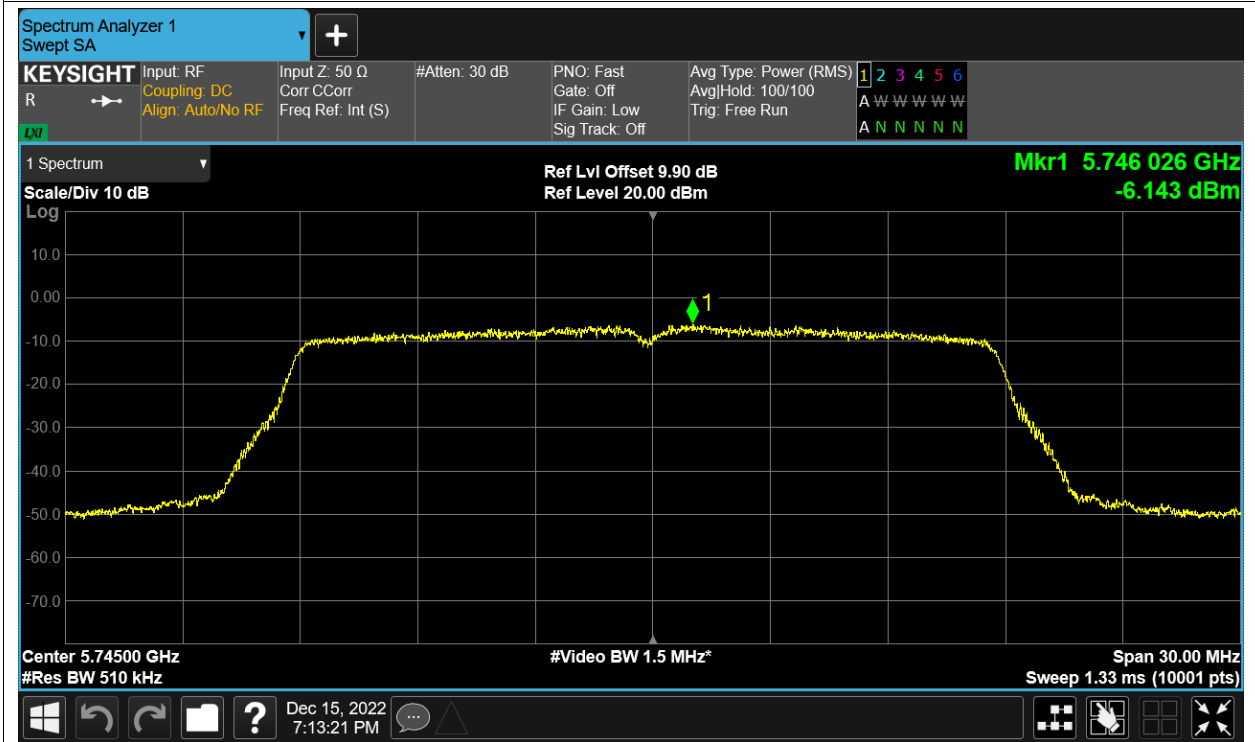 Spectrum Analyzer 1
Swept SA
KEYSIGHT
R
LXI
Input: RF
Coupling: DC
Align: Auto/No RF
Input Z: 50 Ω
Corr CCorr
Freq Ref: Int (S)
#Atten: 30 dB
PNO: Fast
Gate: Off
IF Gain: Low
Sig Track: Off
Avg Type: Power (RMS)
Avg|Hold: 100/100
Trig: Free Run
1 2 3 4 5 6
A W W W W W
A N N N N N
1 Spectrum
Scale/Div 10 dB
Log
Ref Lvl Offset 9.90 dB
Ref Level 20.00 dBm
Mkr1 5.746 026 GHz
-6.143 dBm
10.0
0.00
-10.0
-20.0
-30.0
-40.0
-50.0
-60.0
-70.0
1
Center 5.74500 GHz
#Res BW 510 kHz
#Video BW 1.5 MHz*
Span 30.00 MHz
Sweep 1.33 ms (10001 pts)
?
Dec 15, 2022
7:13:21 PM